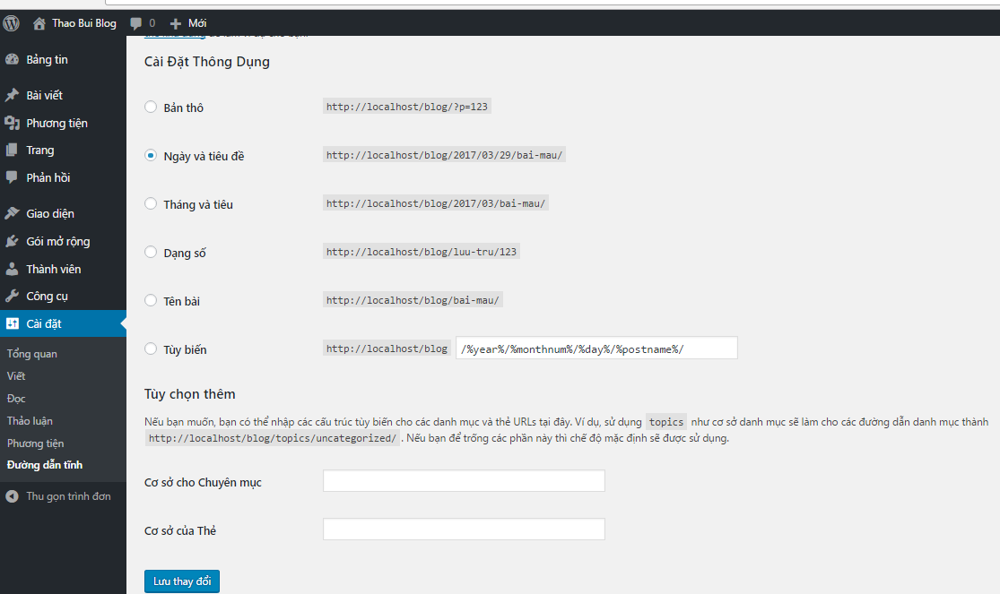 Thao Bui Blog 0 Mới
Bảng tin
Bài viết
Phương tiện
Trang
Phản hồi
Giao diện
Gói mở rộng
Thành viên
Công cụ
Cài đặt
Tổng quan
Viết
Đọc
Thảo luận
Phương tiện
Đường dẫn tĩnh
Thu gọn trình đơn
Cài Đặt Thông Dụng
Bản thô http://localhost/blog/?p=123
Ngày và tiêu đề http://localhost/blog/2017/03/29/bai-mau/
Tháng và tiêu http://localhost/blog/2017/03/bai-mau/
Dạng số http://localhost/blog/luu-tru/123
Tên bài http://localhost/blog/bai-mau/
Tùy biến http://localhost/blog /%year%/%monthnum%/%day%/%postname%/
Tùy chọn thêm
Nếu bạn muốn, bạn có thể nhập các cấu trúc tùy biến cho các danh mục và thẻ URLs tại đây. Ví dụ, sử dụng topics như cơ sở danh mục sẽ làm cho các đường dẫn danh mục thành
http://localhost/blog/topics/uncategorized/ . Nếu bạn để trống các phần này thì chế độ mặc định sẽ được sử dụng.
Cơ sở cho Chuyên mục
Cơ sở của Thẻ
Lưu thay đổi